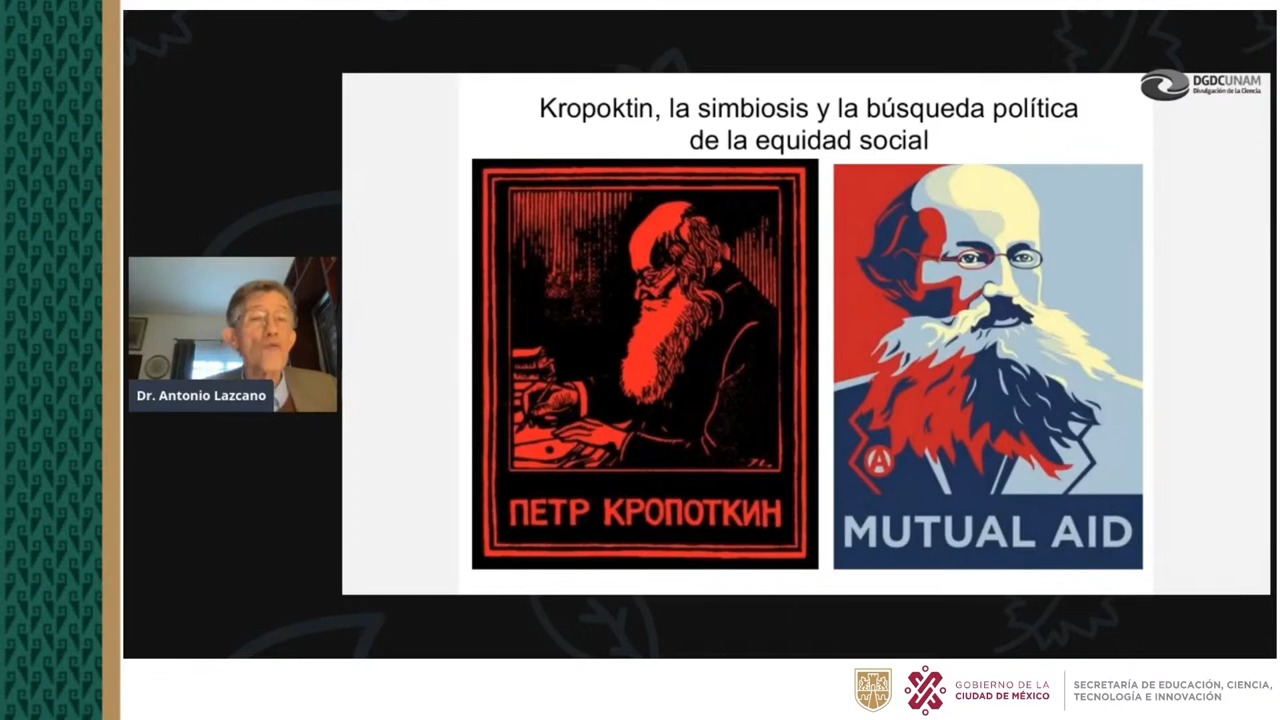 DGDCUNAM
Divulgación de la Ciencia
Kropoktin, la simbiosis y la búsqueda política
de la equidad social
Dr. Antonio Lazcano
ПЕТР КРОПОТКИН
A
MUTUAL AID
GOBIERNO DE LA
CIUDAD DE MÉXICO
SECRETARÍA DE EDUCACIÓN, CIENCIA,
TECNOLOGÍA E INNOVACIÓN